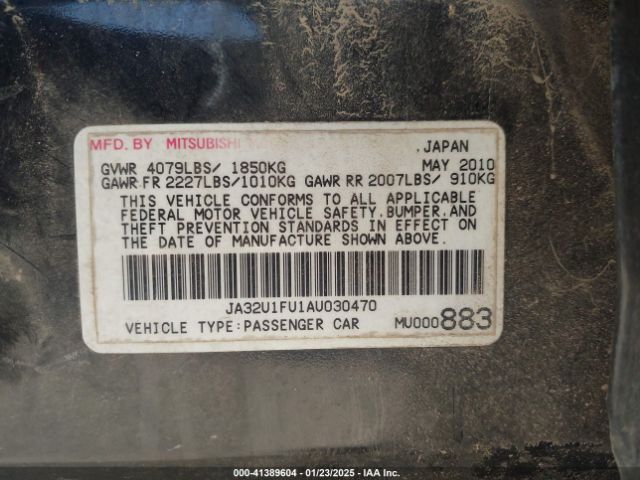 MFD. BY MITSUBISHI JAPAN
GVWR 4079LBS/ 1850KG MAY 2010
GAWR FR 2227LBS/1010KG GAWR RR 2007LBS/ 910KG
THIS VEHICLE CONFORMS TO ALL APPLICABLE
FEDERAL MOTOR VEHICLE SAFETY,BUMPER,AND
THEFT PREVENTION STANDARDS IN EFFECT ON
THE DATE OF MANUFACTURE SHOWN ABOVE.
JA32U1FU1AU030470
VEHICLE TYPE:PASSENGER CAR MU000883
000-41389604 - 01/23/2025 - IAA Inc.